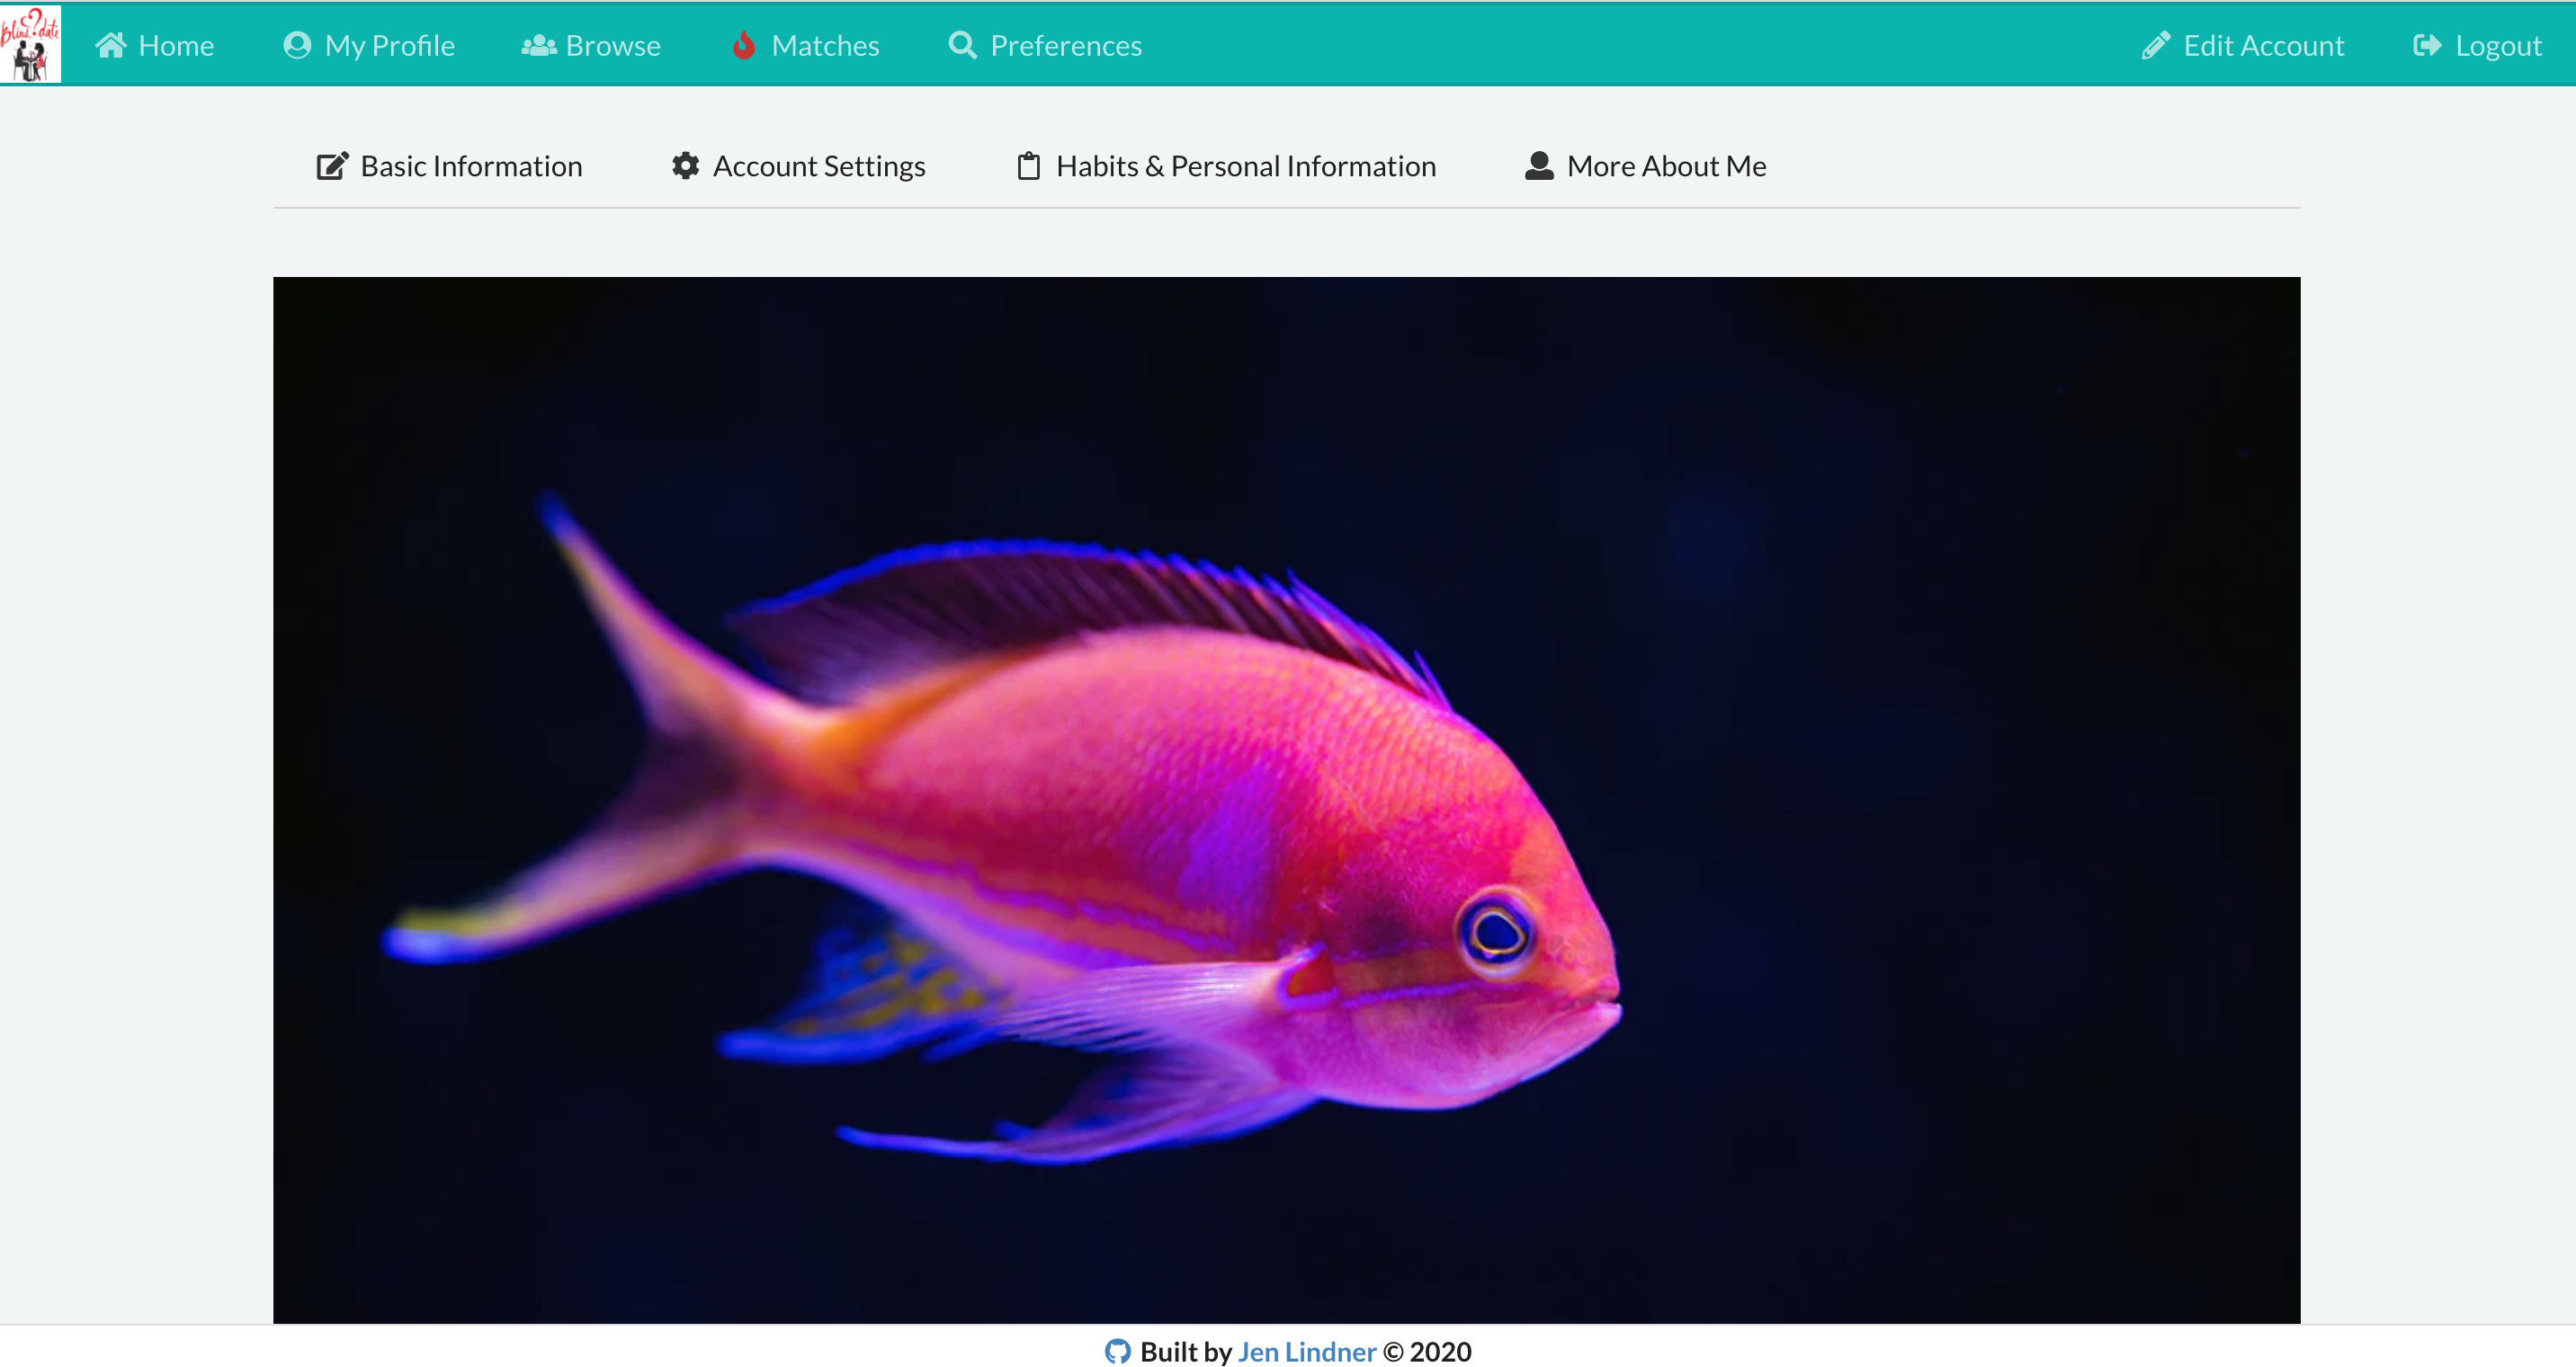 blind date
Home My Profile Browse Matches Preferences Edit Account Logout
Basic Information Account Settings Habits & Personal Information More About Me
Built by Jen Lindner © 2020